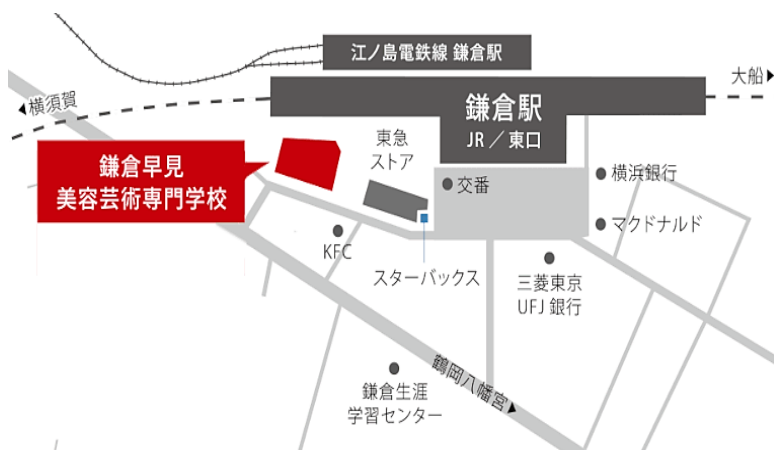 江ノ島電鉄線 鎌倉駅
大船▶
◀横須賀
鎌倉駅
JR ／ 東口
東急
ストア
鎌倉早見
美容芸術専門学校
交番
横浜銀行
マクドナルド
KFC
スターバックス
三菱東京
UFJ 銀行
鶴岡八幡宮▶
鎌倉生涯
学習センター